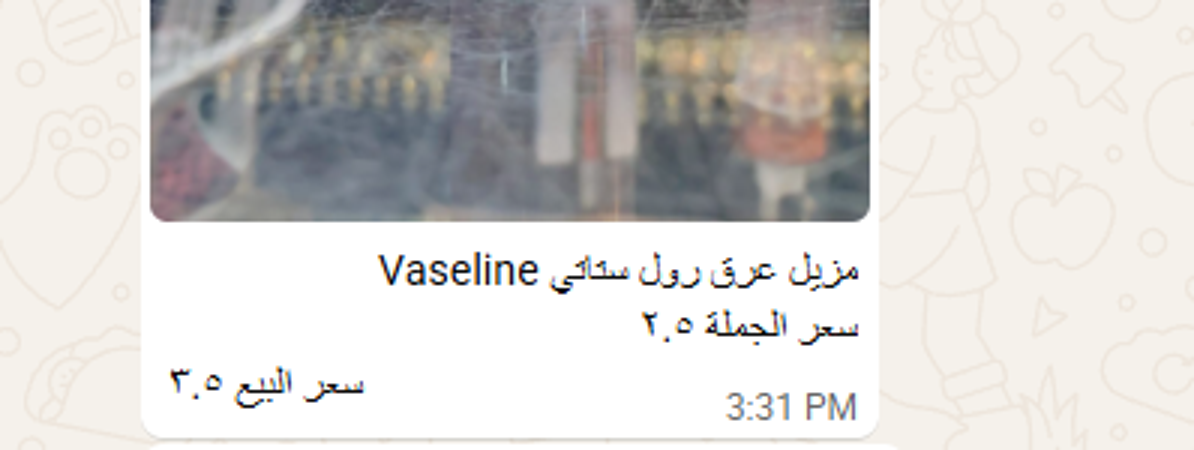 مزيل عرق رول ستاتي Vaseline
سعر الجملة ٢.٥
سعر البيع ٣.٥
3:31 PM